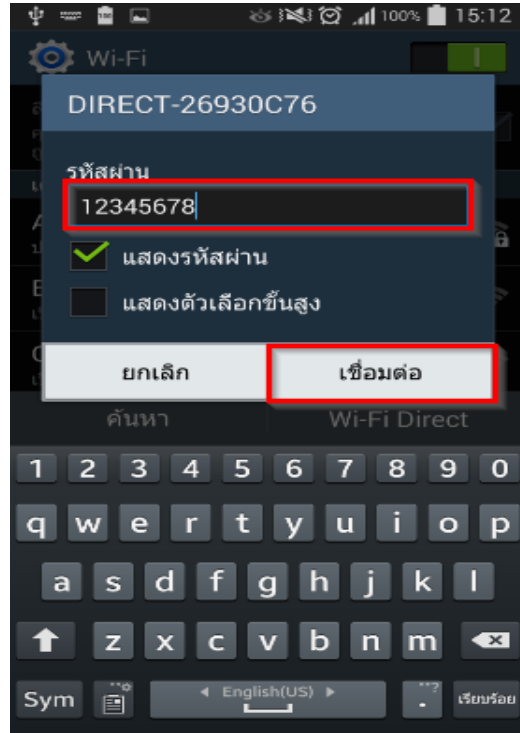 100% 15:12
Wi-Fi
DIRECT-26930C76
รหัสผ่าน
12345678
แสดงรหัสผ่าน
แสดงตัวเลือกขั้นสูง
ยกเลิก เชื่อมต่อ
ค้นหา Wi-Fi Direct
1 2 3 4 5 6 7 8 9 0
q w e r t y u i o p
a s d f g h j k l
z x c v b n m
Sym English(US) . เรียบร้อย